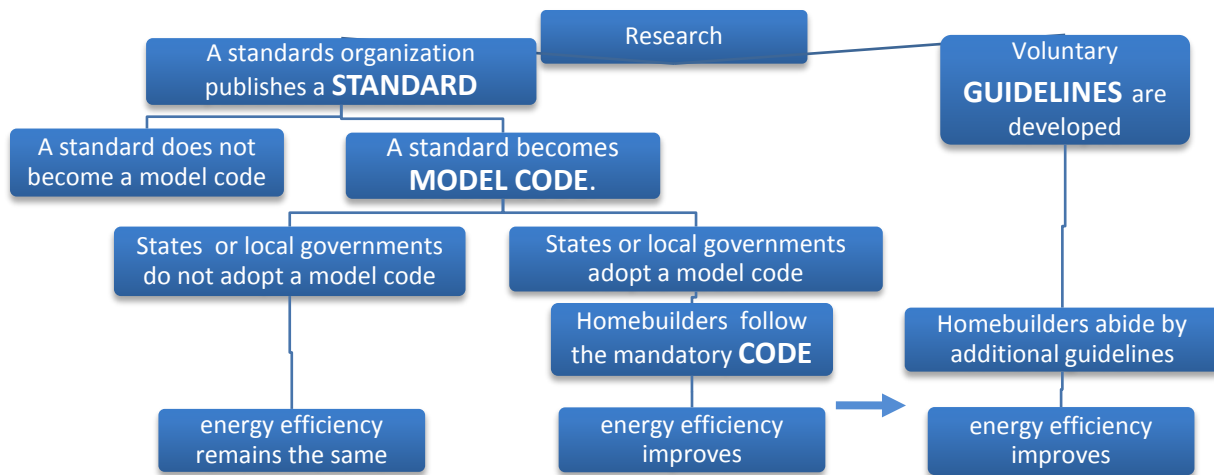 Research
A standards organization
publishes a STANDARD
Voluntary
GUIDELINES are
developed
A standard does not
become a model code
A standard becomes
MODEL CODE.
States or local governments
do not adopt a model code
States or local governments
adopt a model code
Homebuilders follow
the mandatory CODE
Homebuilders abide by
additional guidelines
energy efficiency
remains the same
energy efficiency
improves
energy efficiency
improves